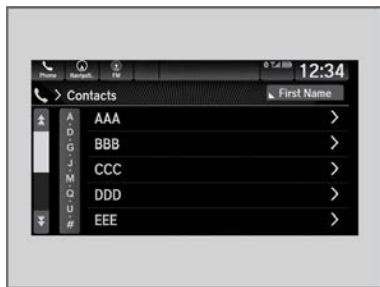 Phone Navigati.. FM 12:34
> Contacts First Name
A AAA >
D
G BBB >
J CCC >
M
Q DDD >
U
# EEE >